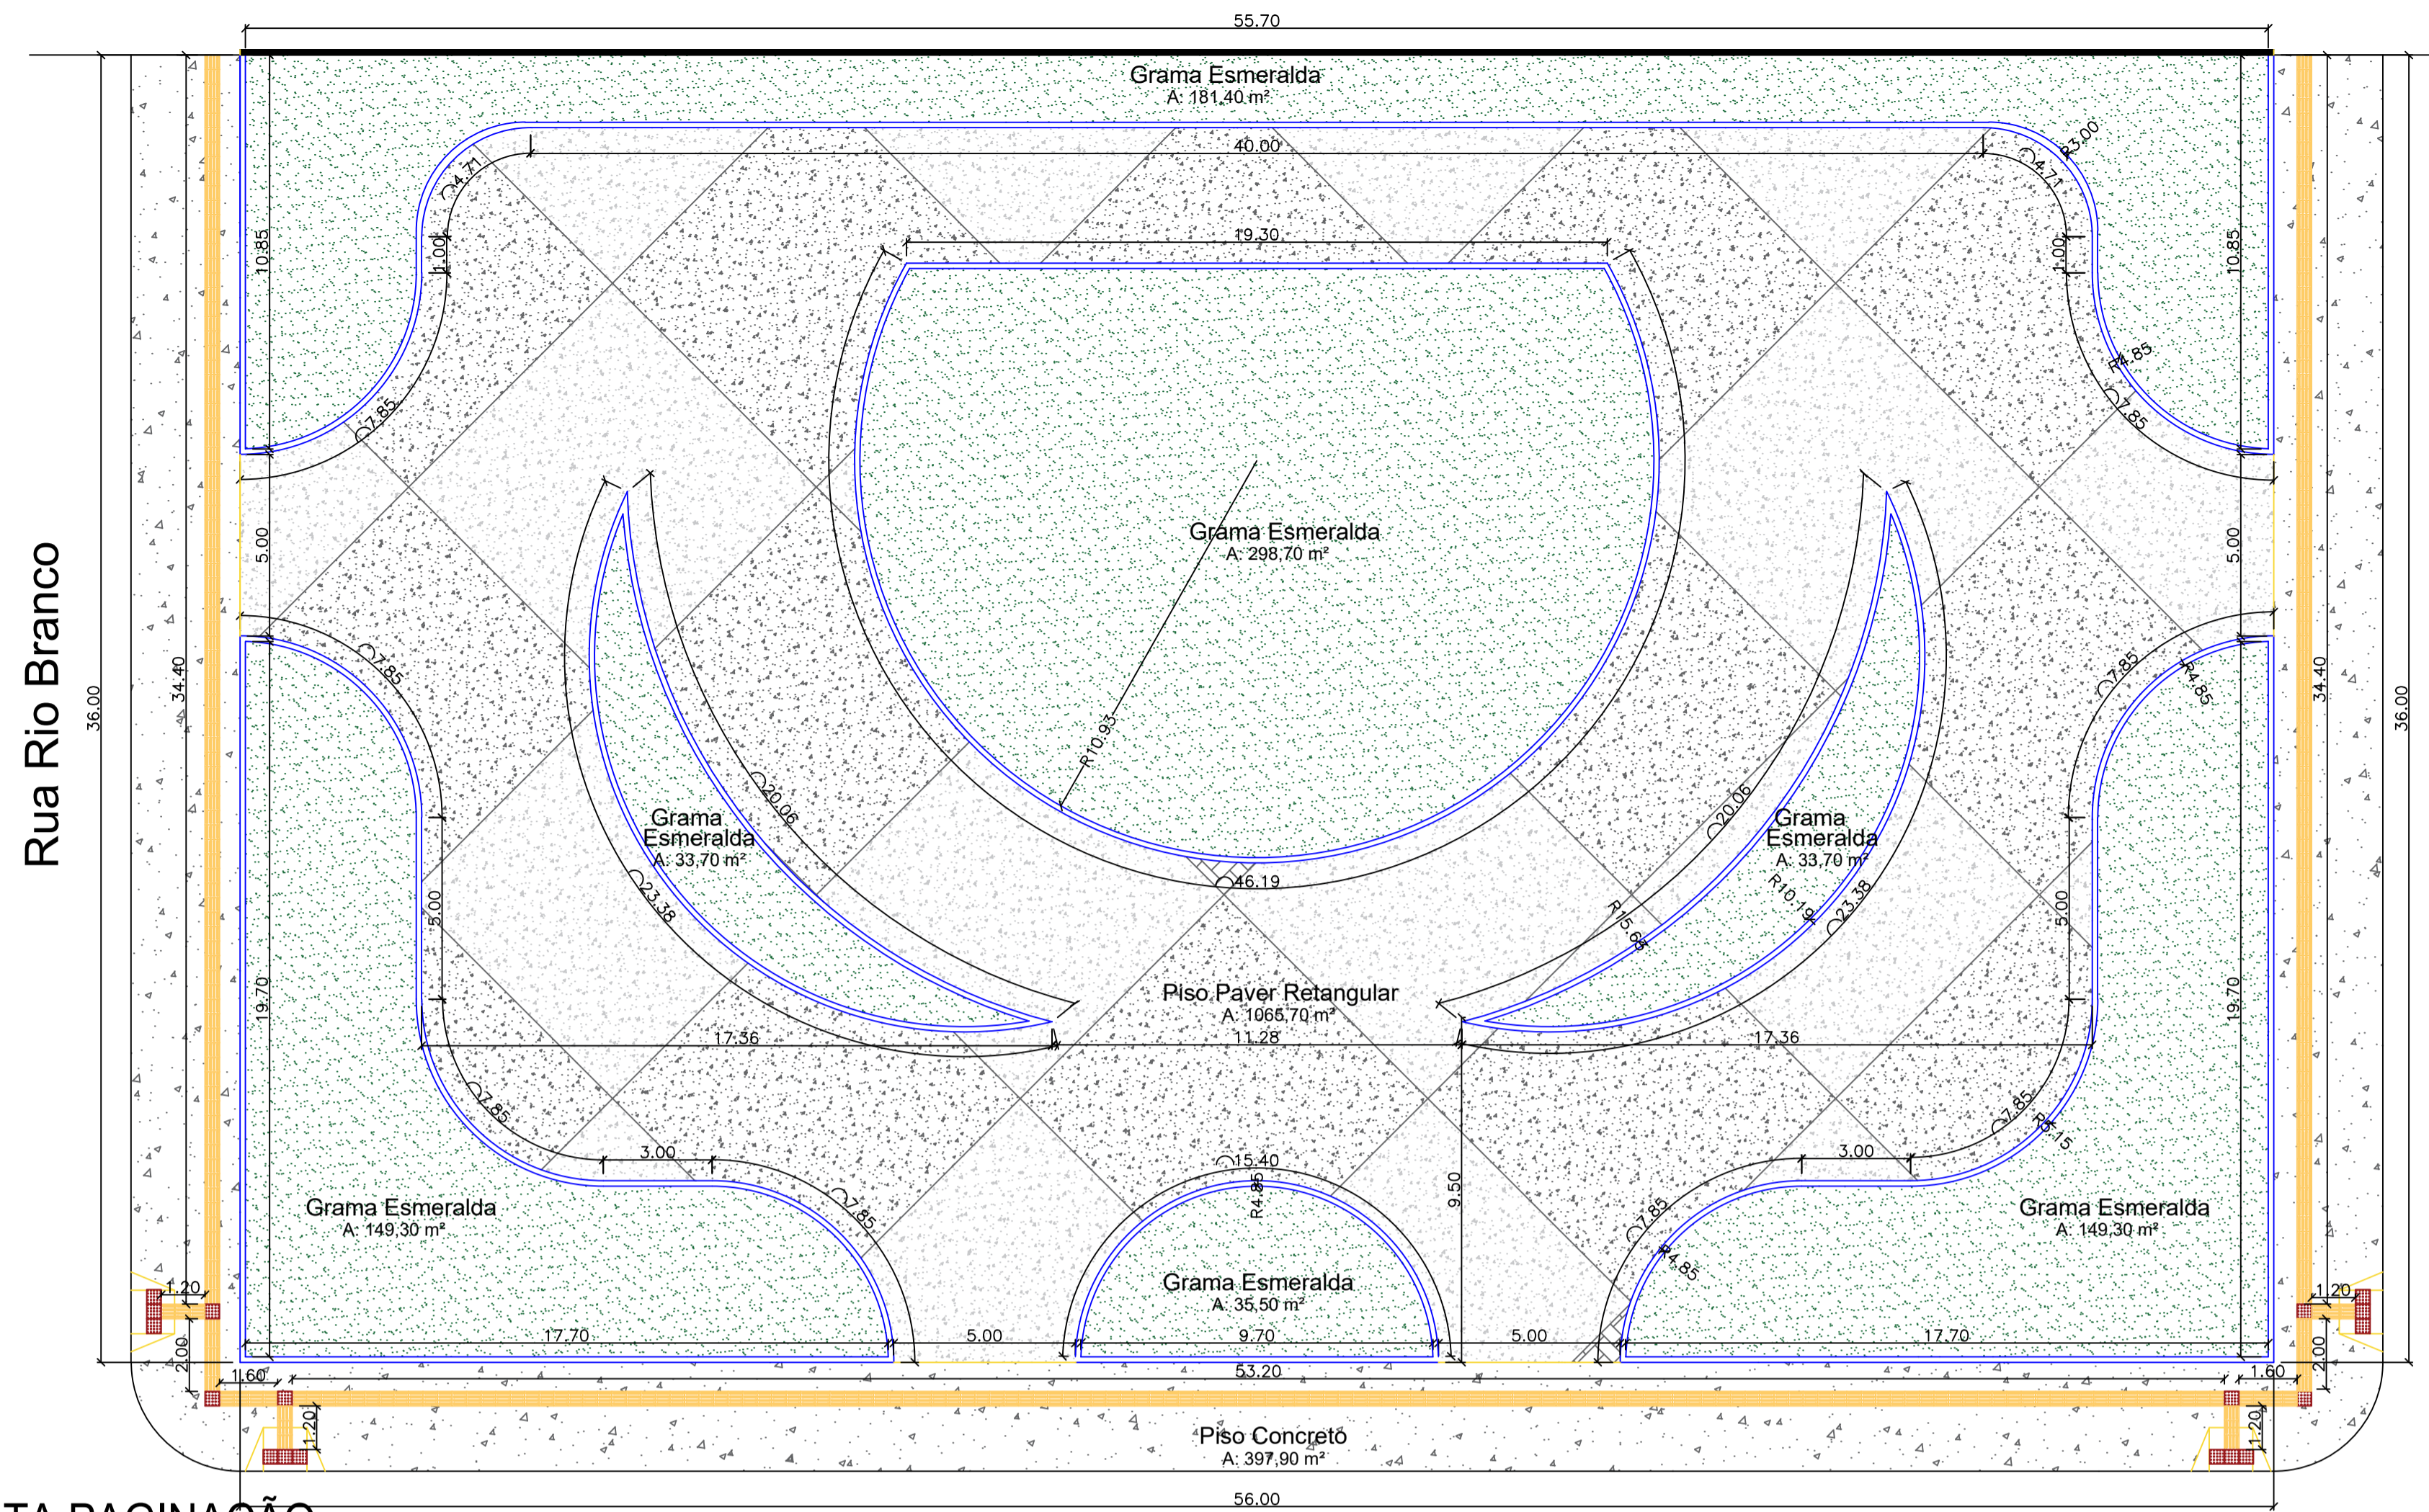 55.70
Grama Esmeralda
A: 181,40 m²
40.00
4.71
4.71
R3.00
19.30
1.00
1.00
10.85
10.85
R4.85
7.85
7.85
5.00
5.00
Grama Esmeralda
A: 298,70 m²
R10.93
Rua Rio Branco
36.00
34.40
34.40
36.00
7.85
7.85
R4.85
20.06
20.06
Grama
Esmeralda
A: 33,70 m²
Grama
Esmeralda
A: 33,70 m²
46.19
23.38
23.38
R10.19
R15.63
5.00
5.00
19.70
19.70
Piso Paver Retangular
A: 1065,70 m²
17.36
11.28
17.36
7.85
7.85
R5.15
3.00
3.00
15.40
R4.85
9.50
7.85
7.85
R4.85
Grama Esmeralda
A: 149,30 m²
Grama Esmeralda
A: 149,30 m²
Grama Esmeralda
A: 35,50 m²
1.20
1.20
17.70
5.00
9.70
5.00
17.70
2.00
2.00
1.60
53.20
1.60
1.20
1.20
Piso Concreto
A: 397,90 m²
56.00